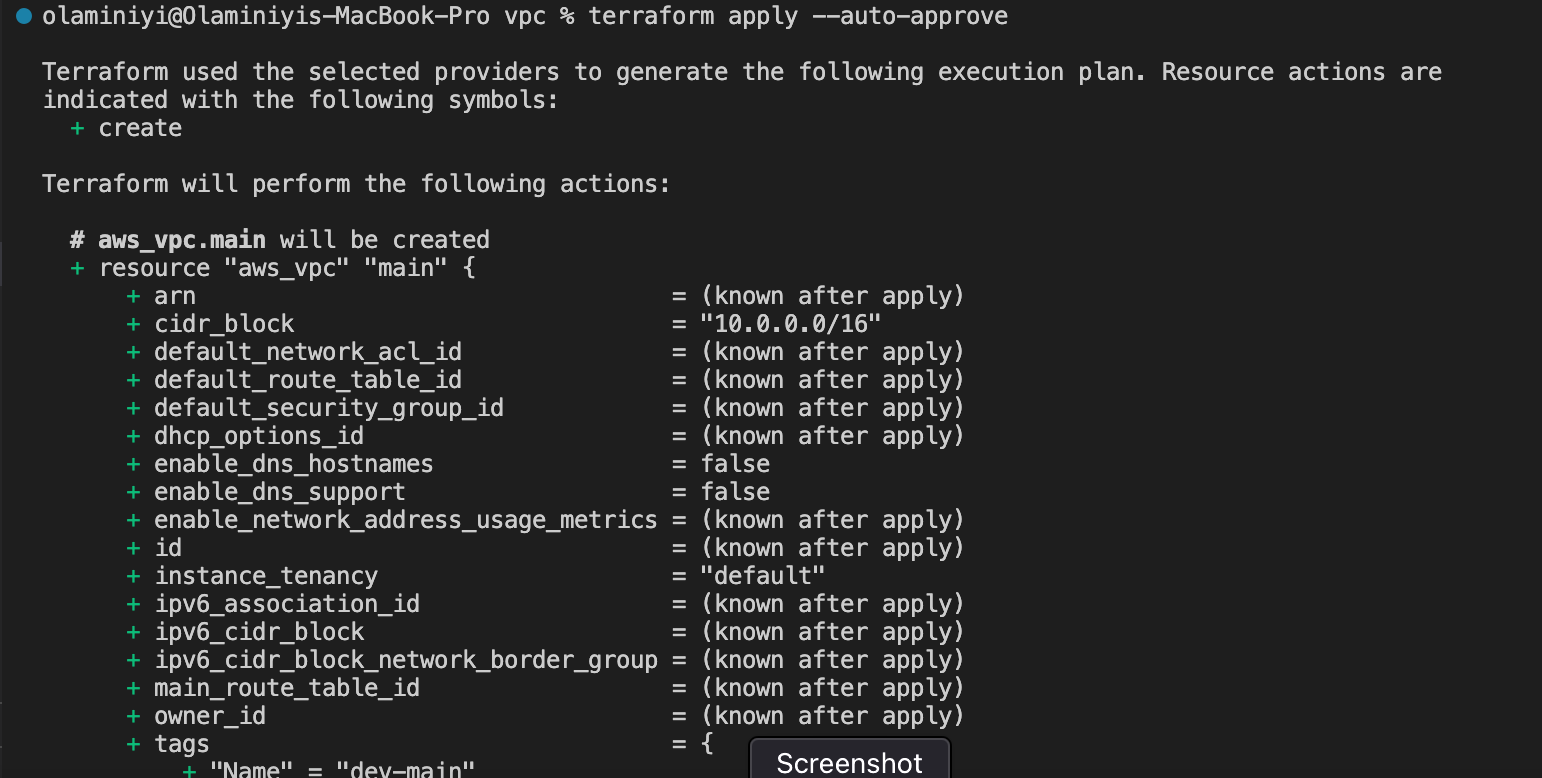 olaminiyi@Olaminiyis-MacBook-Pro vpc % terraform apply --auto-approve
Terraform used the selected providers to generate the following execution plan. Resource actions are
indicated with the following symbols:
+ create
Terraform will perform the following actions:
# aws_vpc.main will be created
+ resource "aws_vpc" "main" {
+ arn = (known after apply)
+ cidr_block = "10.0.0.0/16"
+ default_network_acl_id = (known after apply)
+ default_route_table_id = (known after apply)
+ default_security_group_id = (known after apply)
+ dhcp_options_id = (known after apply)
+ enable_dns_hostnames = false
+ enable_dns_support = false
+ enable_network_address_usage_metrics = (known after apply)
+ id = (known after apply)
+ instance_tenancy = "default"
+ ipv6_association_id = (known after apply)
+ ipv6_cidr_block = (known after apply)
+ ipv6_cidr_block_network_border_group = (known after apply)
+ main_route_table_id = (known after apply)
+ owner_id = (known after apply)
+ tags = {
+ "Name" = "dev-main"
Screenshot